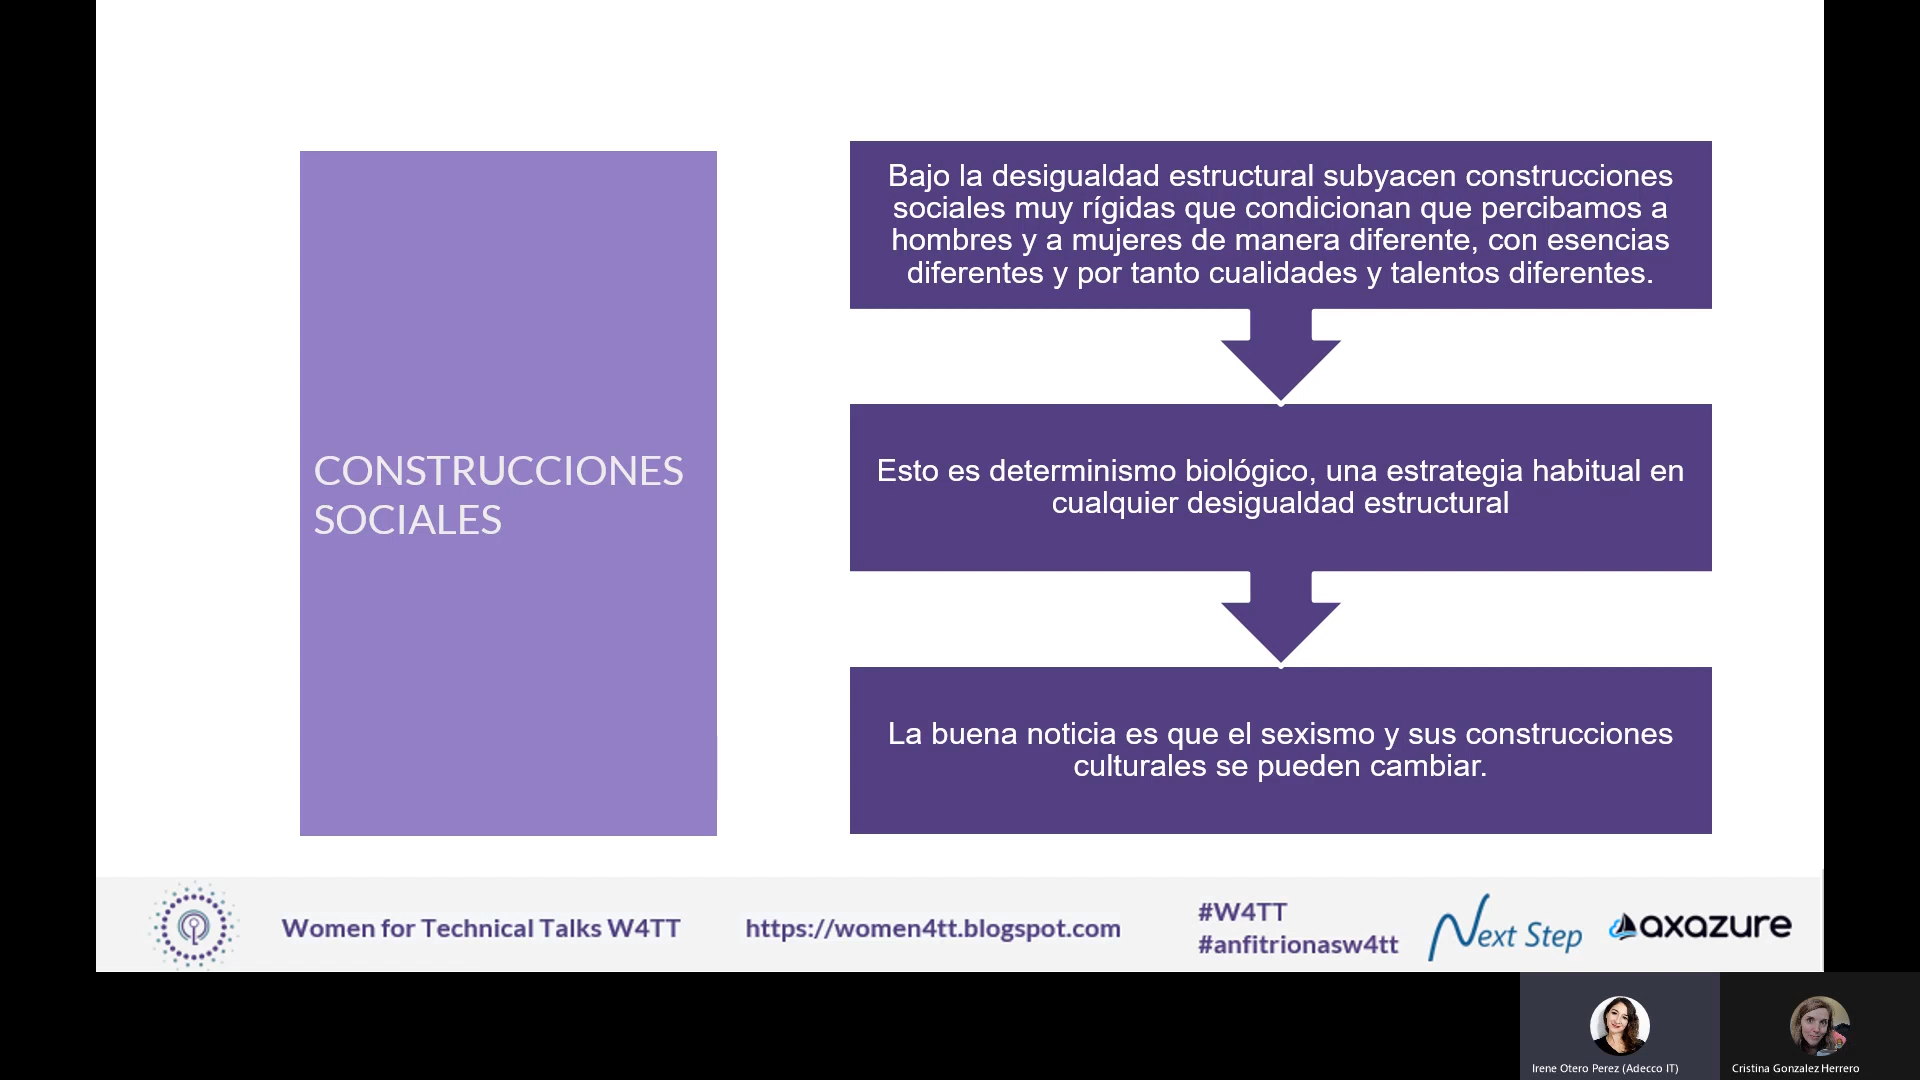 CONSTRUCCIONES
SOCIALES
Bajo la desigualdad estructural subyacen construcciones
sociales muy rígidas que condicionan que percibamos a
hombres y a mujeres de manera diferente, con esencias
diferentes y por tanto cualidades y talentos diferentes.
Esto es determinismo biológico, una estrategia habitual en
cualquier desigualdad estructural
La buena noticia es que el sexismo y sus construcciones
culturales se pueden cambiar.
Women for Technical Talks W4TT
https://women4tt.blogspot.com
#W4TT
#anfitrionasw4tt
Next Step
axazure
Irene Otero Perez (Adecco IT)
Cristina Gonzalez Herrero